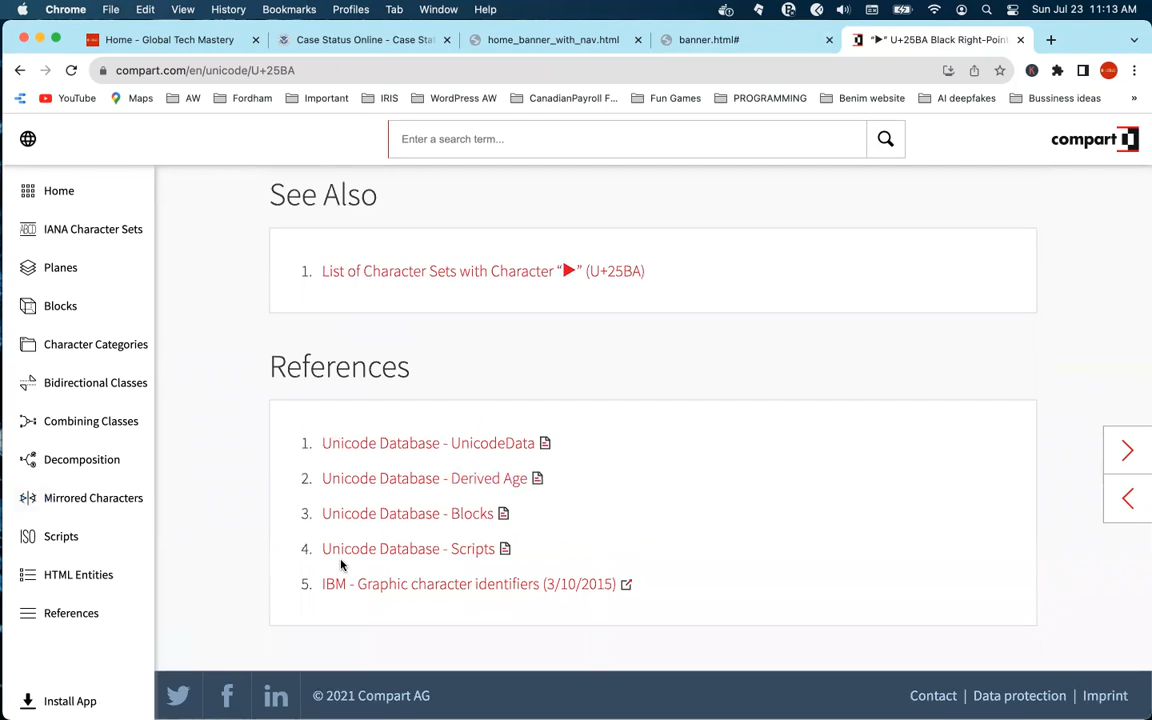 Chrome File Edit View History Bookmarks Profiles Tab Window Help Sun Jul 23 11:13 AM
Home - Global Tech Mastery Case Status Online - Case Sta home_banner_with_nav.html banner.html# "►" U+25BA Black Right-Poin
compart.com/en/unicode/U+25BA
YouTube Maps AW Fordham Important IRIS WordPress AW CanadianPayroll F... Fun Games PROGRAMMING Benim website AI deepfakes Bussiness ideas »
Enter a search term...
compart
Home
IANA Character Sets
Planes
Blocks
Character Categories
Bidirectional Classes
Combining Classes
Decomposition
Mirrored Characters
Scripts
HTML Entities
References
Install App
See Also
1. List of Character Sets with Character “►” (U+25BA)
References
1. Unicode Database - UnicodeData
2. Unicode Database - Derived Age
3. Unicode Database - Blocks
4. Unicode Database - Scripts
5. IBM - Graphic character identifiers (3/10/2015)
© 2021 Compart AG
Contact | Data protection | Imprint